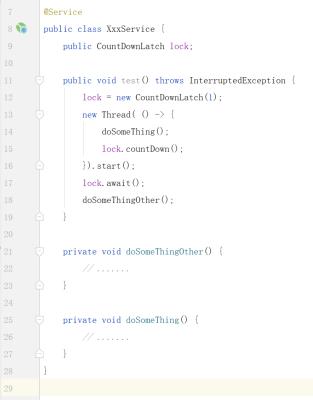 7 @Service
8 public class XxxService {
9 public CountDownLatch lock;
10
11 public void test() throws InterruptedException {
12 lock = new CountDownLatch(1);
13 new Thread( () -> {
14 doSomeThing();
15 lock.countDown();
16 }).start();
17 lock.await();
18 doSomeThingOther();
19 }
20
21 private void doSomeThingOther() {
22 //.......
23 }
24
25 private void doSomeThing() {
26 //.......
27 }
28 }
29